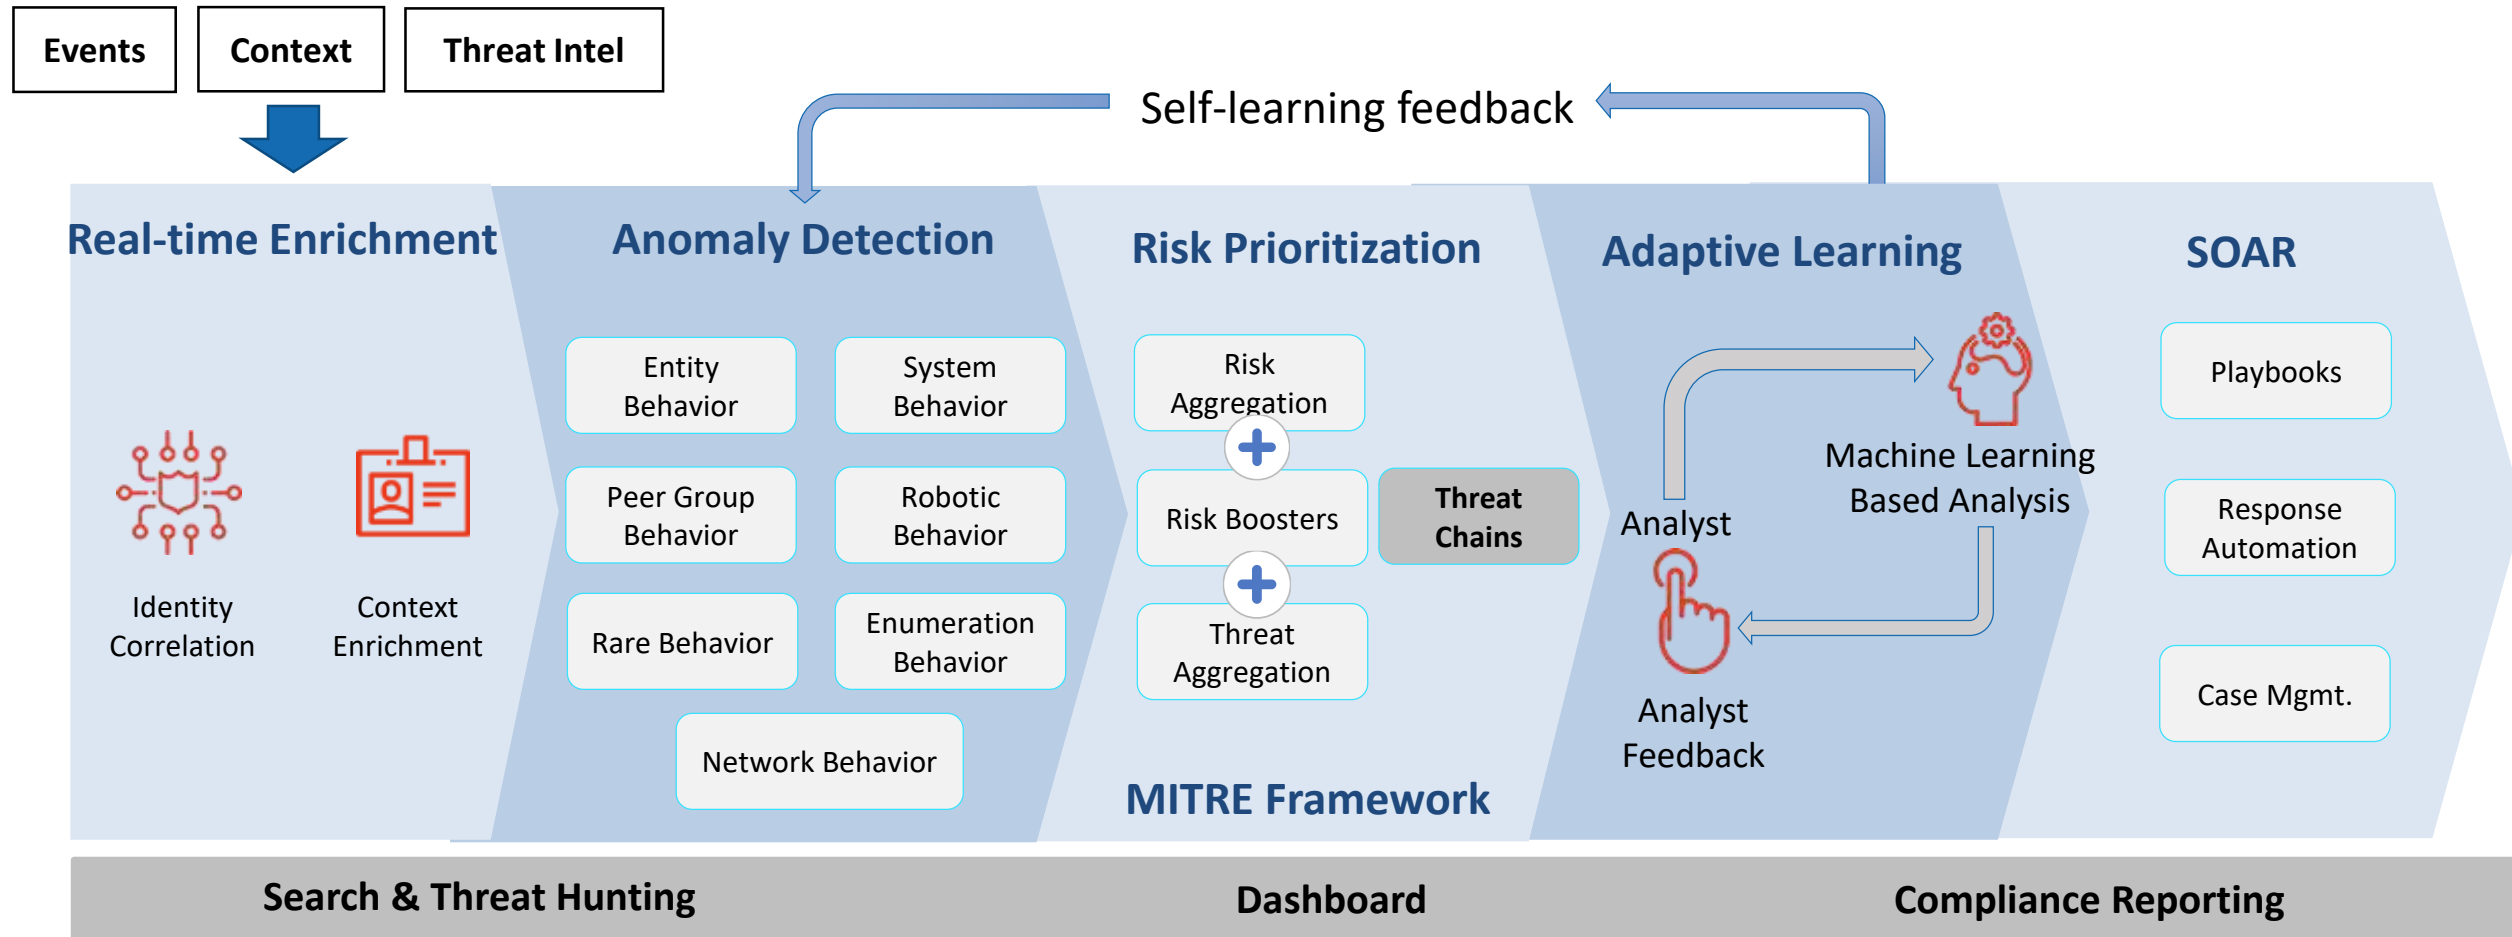 Events
Context
Threat Intel
Self-learning feedback
Real-time Enrichment
Identity
Correlation
Context
Enrichment
Anomaly Detection
Entity
Behavior
System
Behavior
Peer Group
Behavior
Robotic
Behavior
Rare Behavior
Enumeration
Behavior
Network Behavior
Risk Prioritization
Risk
Aggregation
Risk Boosters
Threat
Aggregation
Threat
Chains
MITRE Framework
Adaptive Learning
Machine Learning
Based Analysis
Analyst
Analyst
Feedback
SOAR
Playbooks
Response
Automation
Case Mgmt.
Search & Threat Hunting
Dashboard
Compliance Reporting